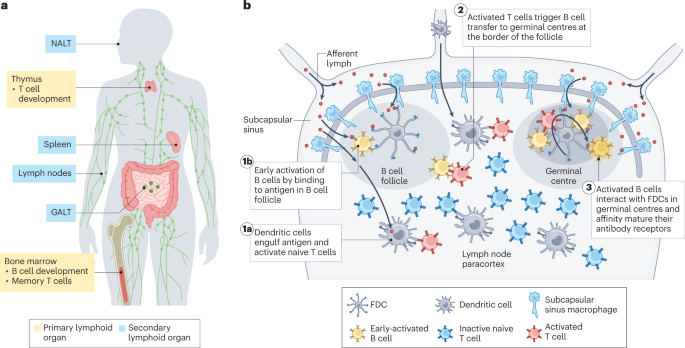 a
NALT
Thymus
• T cell
development
Spleen
Lymph nodes
GALT
Bone marrow
• B cell development
• Memory T cells
Primary lymphoid
organ
Secondary
lymphoid organ
b
2
Activated T cells trigger B cell
transfer to germinal centres at
the border of the follicle
Afferent
lymph
Subcapsular
sinus
1b
Early activation of
B cells by binding
to antigen in B cell
follicle
B cell
follicle
Germinal
centre
3
Activated B cells
interact with FDCs in
germinal centres and
affinity mature their
antibody receptors
1a
Dendritic cells
engulf antigen and
activate naive T cells
Lymph node
paracortex
FDC
Dendritic cell
Subcapsular
sinus macrophage
Early-activated
B cell
Inactive naive
T cell
Activated
T cell